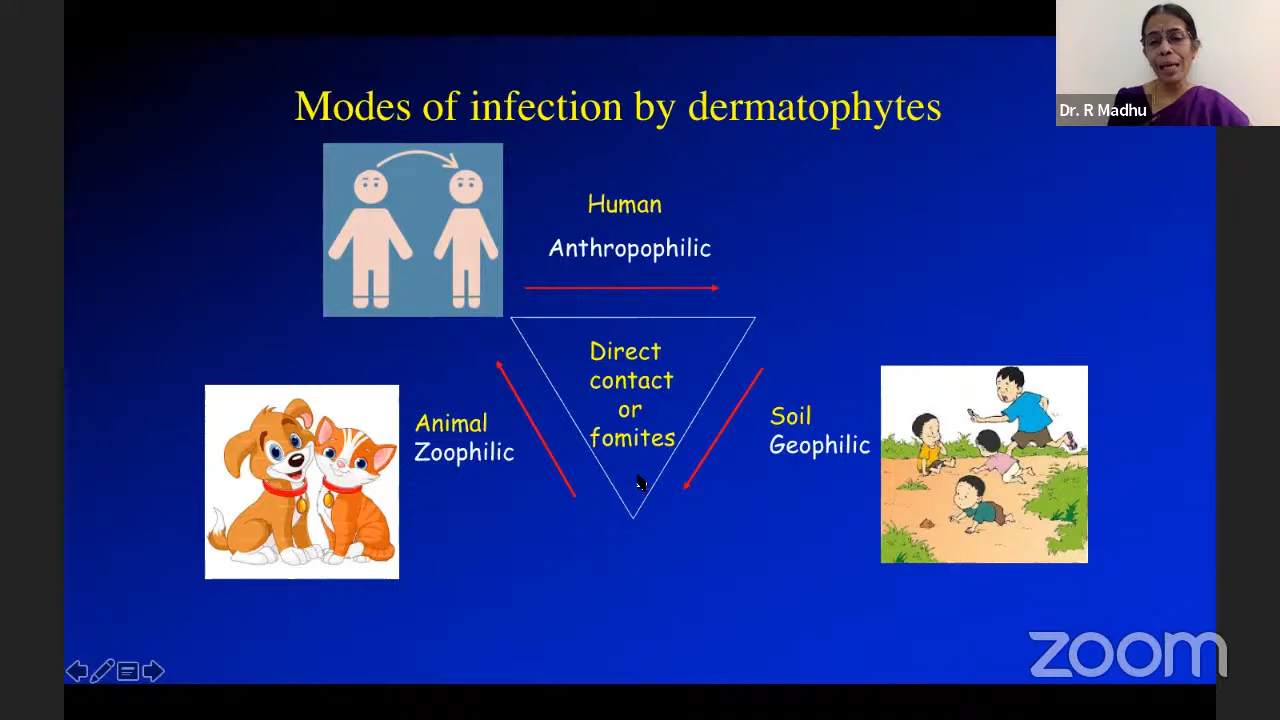 Dr. R Madhu
Modes of infection by dermatophytes
Human
Anthropophilic
Direct
contact
or
fomites
Animal
Zoophilic
Soil
Geophilic
zoom